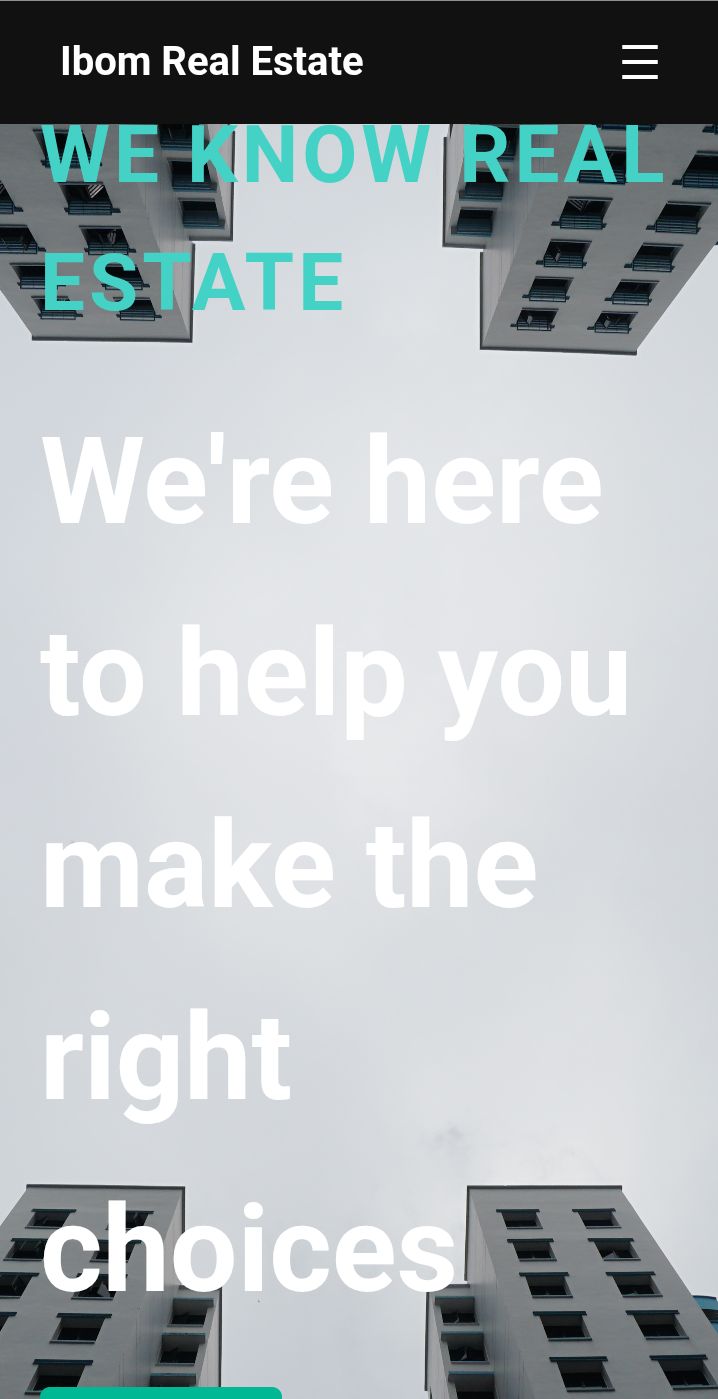 Ibom Real Estate
WE KNOW REAL
ESTATE
We're here
to help you
make the
right
choices